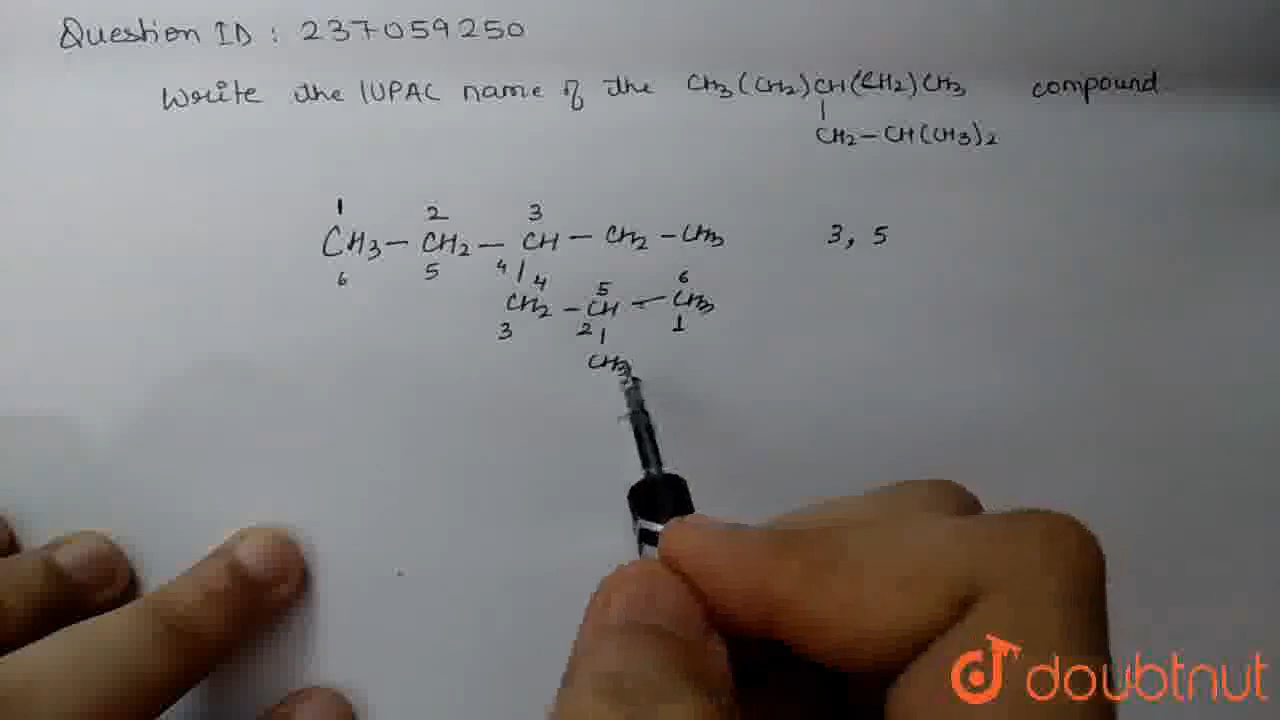 Question ID : 237059250
Write the IUPAC name of the CH3(CH2)CH(CH2)CH3 compound
|
CH2-CH(CH3)2
1 2 3
CH3-CH2-CH-CH2-CH3 3, 5
6 5 4 / 4 5 6
CH2-CH-CH3
3 2 | 1
CH3
doubtnut